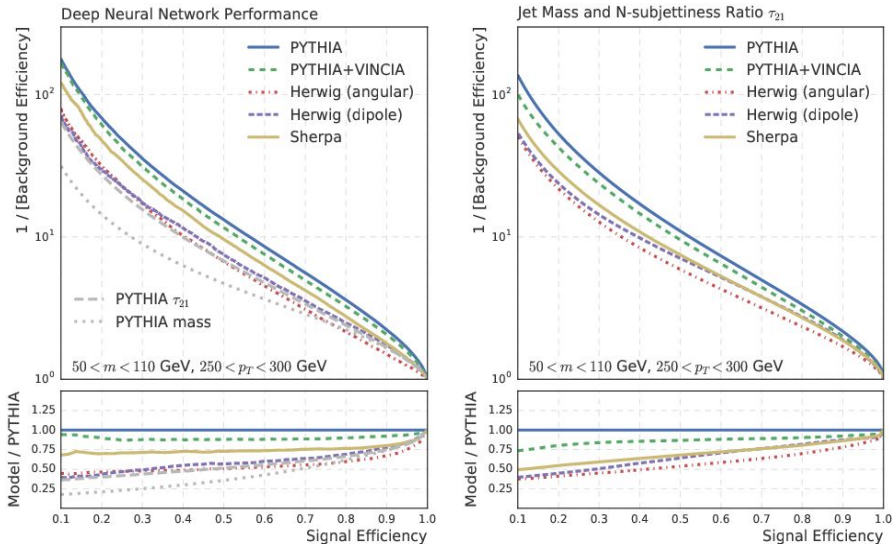 Deep Neural Network Performance
1 / [Background Efficiency]
10²
10¹
10⁰
PYTHIA
PYTHIA+VINCIA
Herwig (angular)
Herwig (dipole)
Sherpa
PYTHIA τ₂₁
PYTHIA mass
50 < m < 110 GeV, 250 < p_T < 300 GeV
Model / PYTHIA
1.25
1.00
0.75
0.50
0.25
0.1 0.2 0.3 0.4 0.5 0.6 0.7 0.8 0.9 1.0
Signal Efficiency
Jet Mass and N-subjettiness Ratio τ₂₁
1 / [Background Efficiency]
10²
10¹
10⁰
PYTHIA
PYTHIA+VINCIA
Herwig (angular)
Herwig (dipole)
Sherpa
50 < m < 110 GeV, 250 < p_T < 300 GeV
Model / PYTHIA
1.25
1.00
0.75
0.50
0.25
0.1 0.2 0.3 0.4 0.5 0.6 0.7 0.8 0.9 1.0
Signal Efficiency